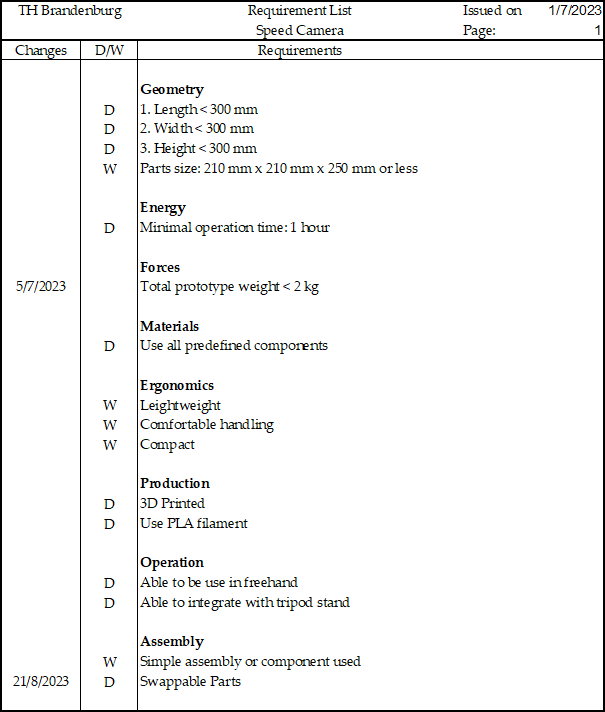 TH Brandenburg Requirement List Issued on 1/7/2023
Speed Camera Page: 1
Changes D/W Requirements
Geometry
D 1. Length < 300 mm
D 2. Width < 300 mm
D 3. Height < 300 mm
W Parts size: 210 mm x 210 mm x 250 mm or less
Energy
D Minimal operation time: 1 hour
Forces
5/7/2023 Total prototype weight < 2 kg
Materials
D Use all predefined components
Ergonomics
W Leightweight
W Comfortable handling
W Compact
Production
D 3D Printed
D Use PLA filament
Operation
D Able to be use in freehand
D Able to integrate with tripod stand
Assembly
W Simple assembly or component used
21/8/2023 D Swappable Parts